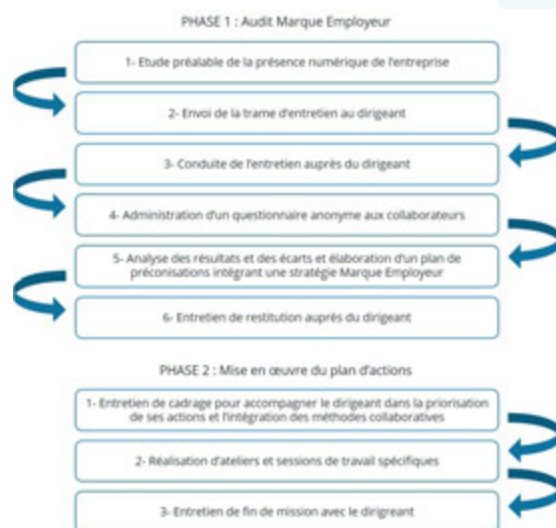 PHASE 1 : Audit Marque Employeur
1- Etude préalable de la présence numérique de l'entreprise
2- Envoi de la trame d'entretien au dirigeant
3- Conduite de l'entretien auprès du dirigeant
4- Administration d'un questionnaire anonyme aux collaborateurs
5- Analyse des résultats et des écarts et élaboration d'un plan de
préconisations intégrant une stratégie Marque Employeur
6- Entretien de restitution auprès du dirigeant
PHASE 2 : Mise en œuvre du plan d'actions
1- Entretien de cadrage pour accompagner le dirigeant dans la priorisation
de ses actions et l'intégration des méthodes collaboratives
2- Réalisation d'ateliers et sessions de travail spécifiques
3- Entretien de fin de mission avec le dirigreant